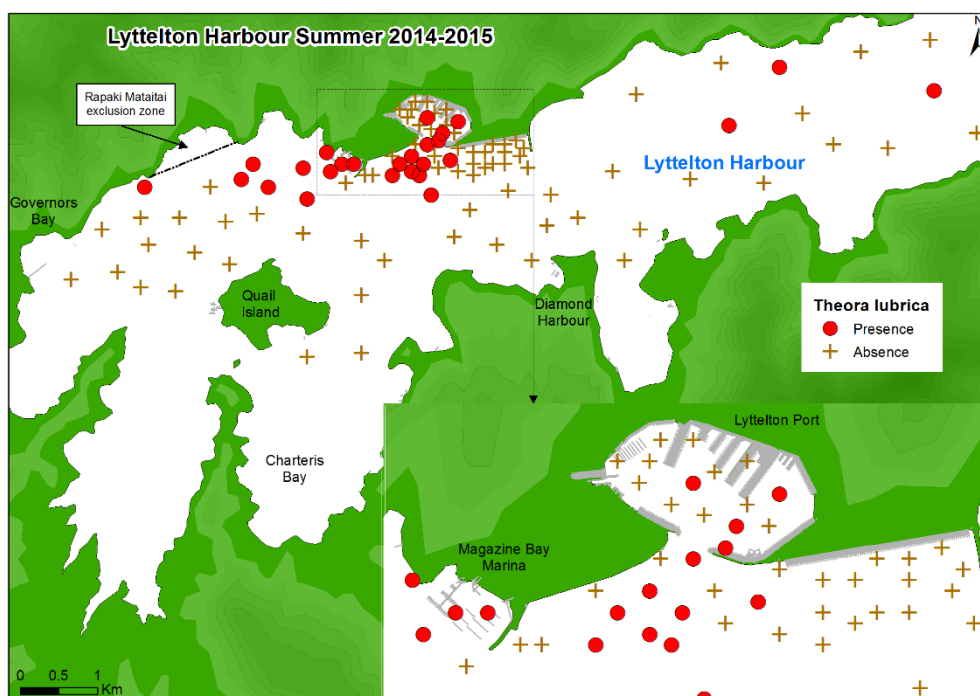 Lyttelton Harbour Summer 2014-2015
N
Rapaki Mataitai
exclusion zone
Lyttelton Harbour
Governors
Bay
Quail
Island
Diamond
Harbour
Theora lubrica
Presence
Absence
Charteris
Bay
Lyttelton Port
Magazine Bay
Marina
0 0.5 1
Km